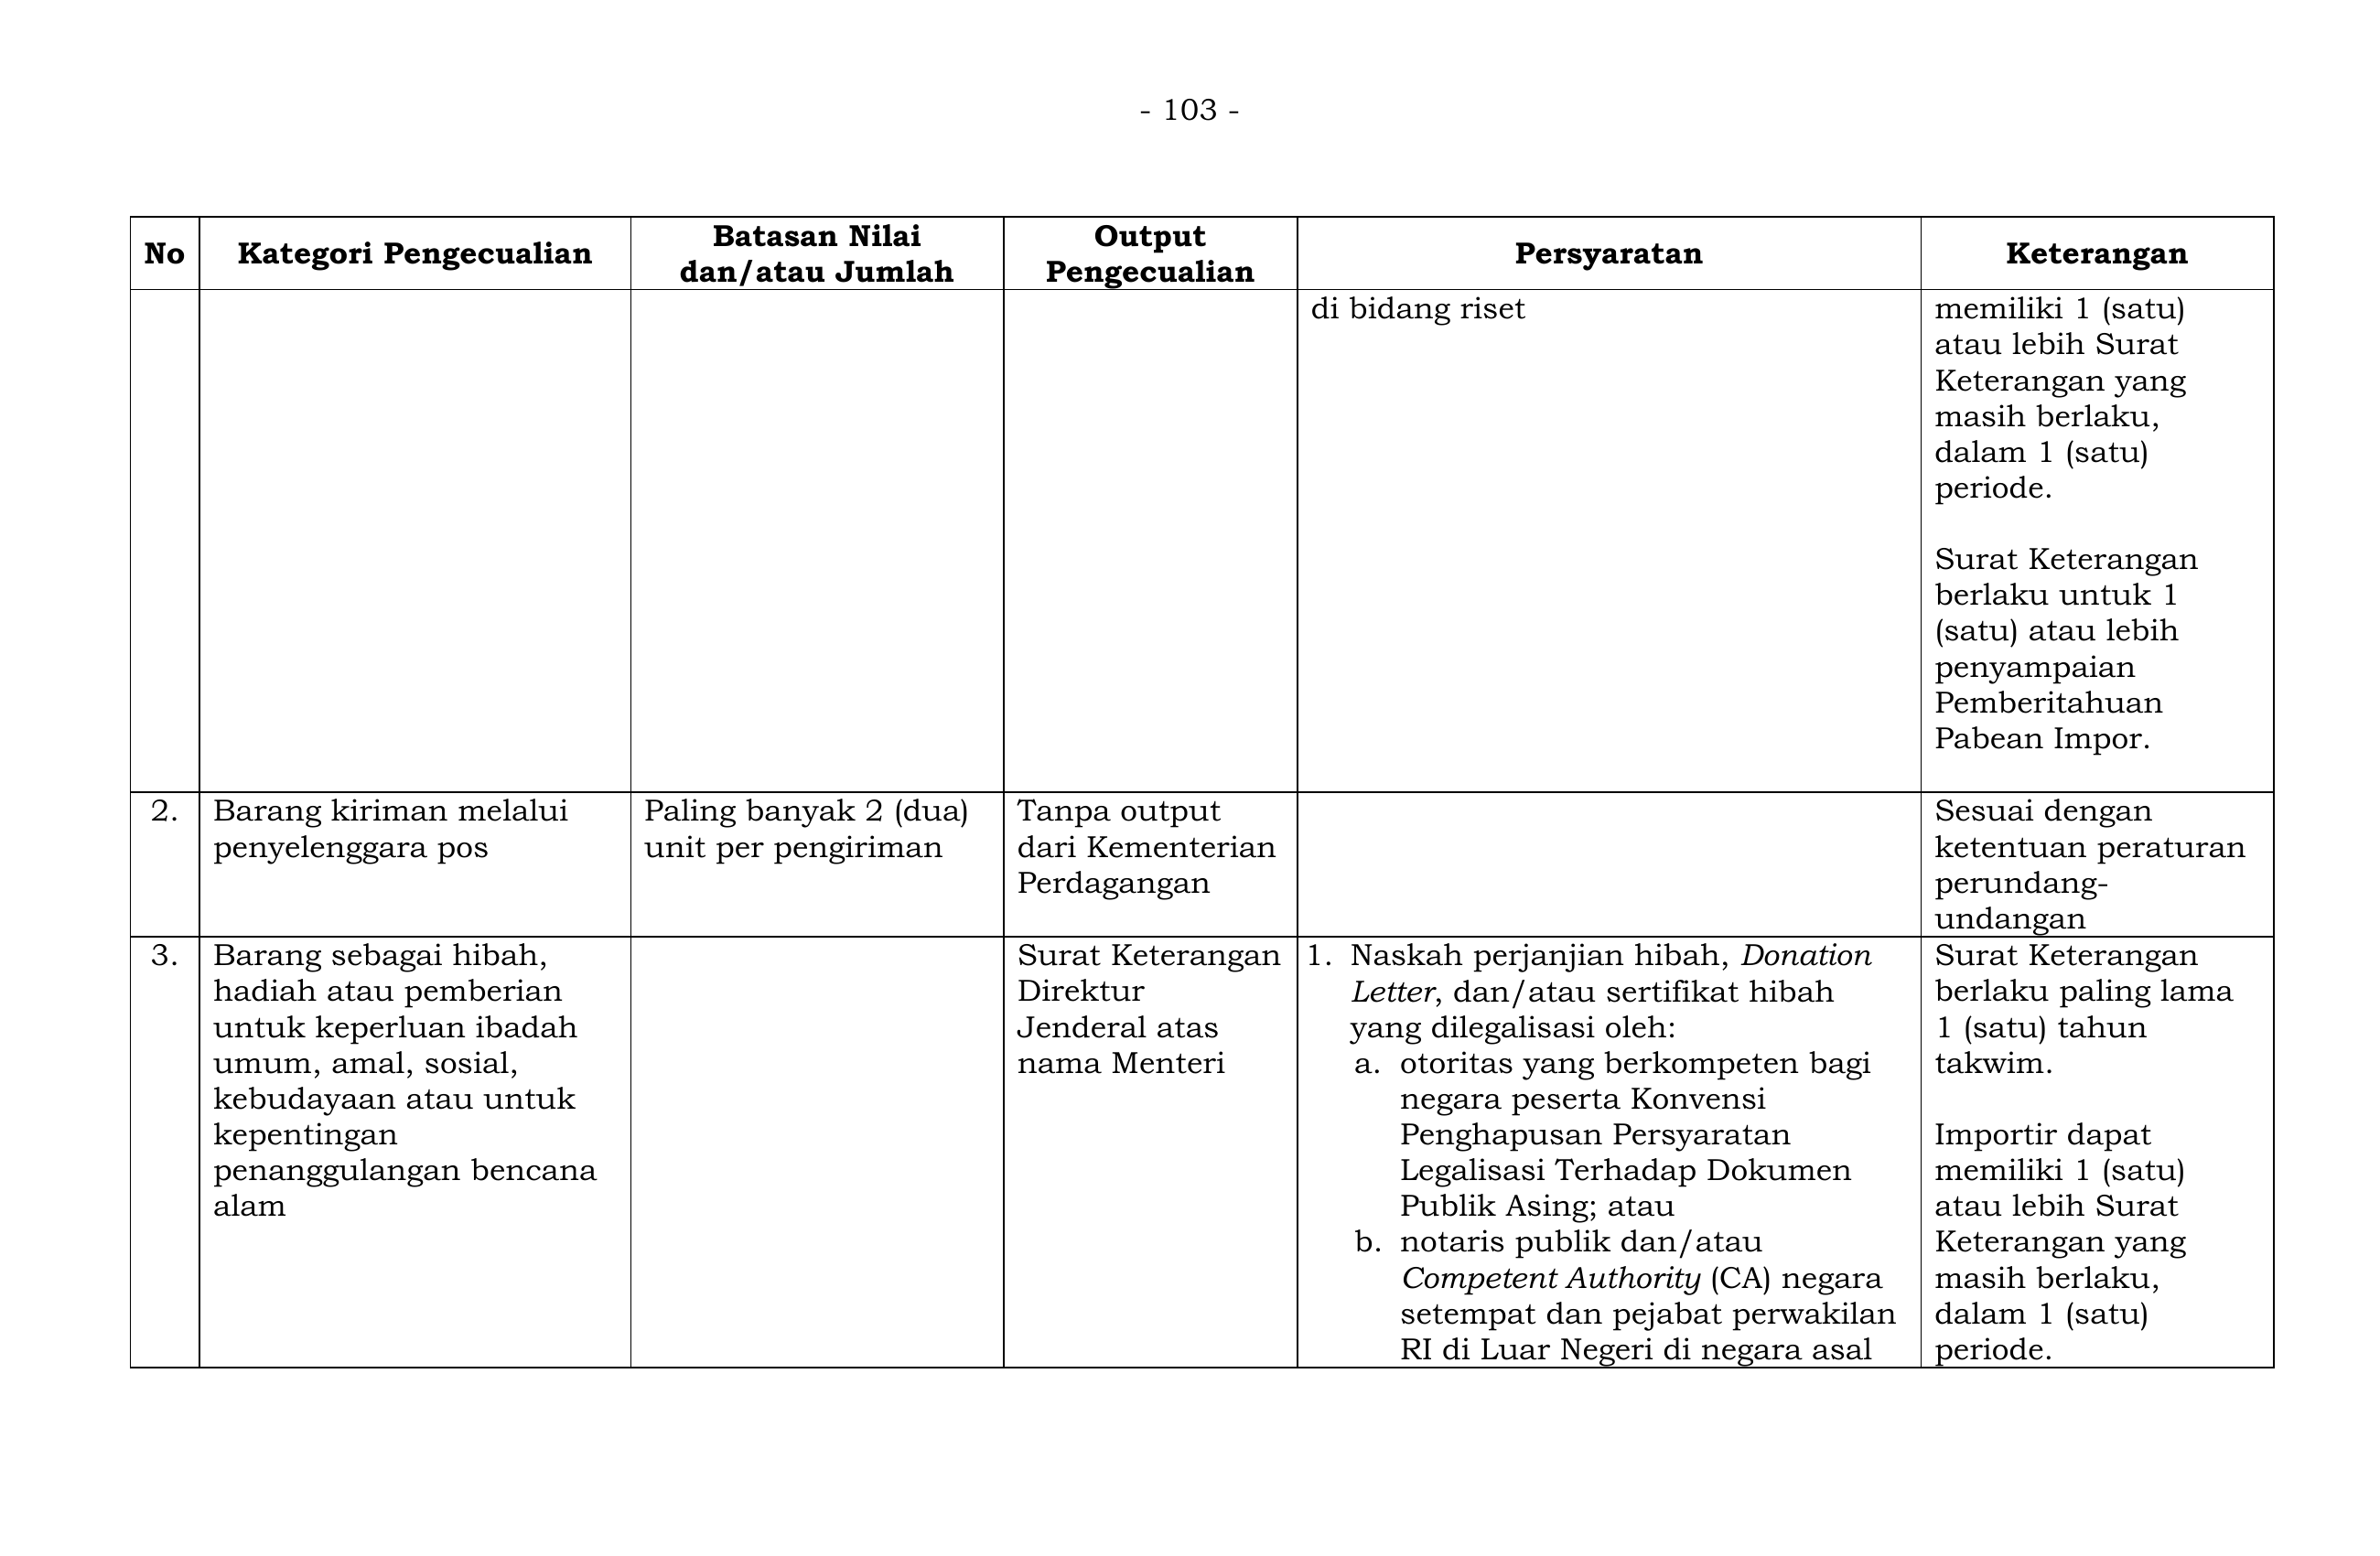 - 103 -
No
Kategori Pengecualian
Batasan Nilai
dan/atau Jumlah
Output
Pengecualian
Persyaratan
Keterangan
di bidang riset
memiliki 1 (satu)
atau lebih Surat
Keterangan yang
masih berlaku,
dalam 1 (satu)
periode.
Surat Keterangan
berlaku untuk 1
(satu) atau lebih
penyampaian
Pemberitahuan
Pabean Impor.
2.
Barang kiriman melalui
penyelenggara pos
Paling banyak 2 (dua)
unit per pengiriman
Tanpa output
dari Kementerian
Perdagangan
Sesuai dengan
ketentuan peraturan
perundang-
undangan
3.
Barang sebagai hibah,
hadiah atau pemberian
untuk keperluan ibadah
umum, amal, sosial,
kebudayaan atau untuk
kepentingan
penanggulangan bencana
alam
Surat Keterangan
Direktur
Jenderal atas
nama Menteri
1. Naskah perjanjian hibah, Donation
Letter, dan/atau sertifikat hibah
yang dilegalisasi oleh:
a. otoritas yang berkompeten bagi
negara peserta Konvensi
Penghapusan Persyaratan
Legalisasi Terhadap Dokumen
Publik Asing; atau
b. notaris publik dan/atau
Competent Authority (CA) negara
setempat dan pejabat perwakilan
RI di Luar Negeri di negara asal
Surat Keterangan
berlaku paling lama
1 (satu) tahun
takwim.
Importir dapat
memiliki 1 (satu)
atau lebih Surat
Keterangan yang
masih berlaku,
dalam 1 (satu)
periode.